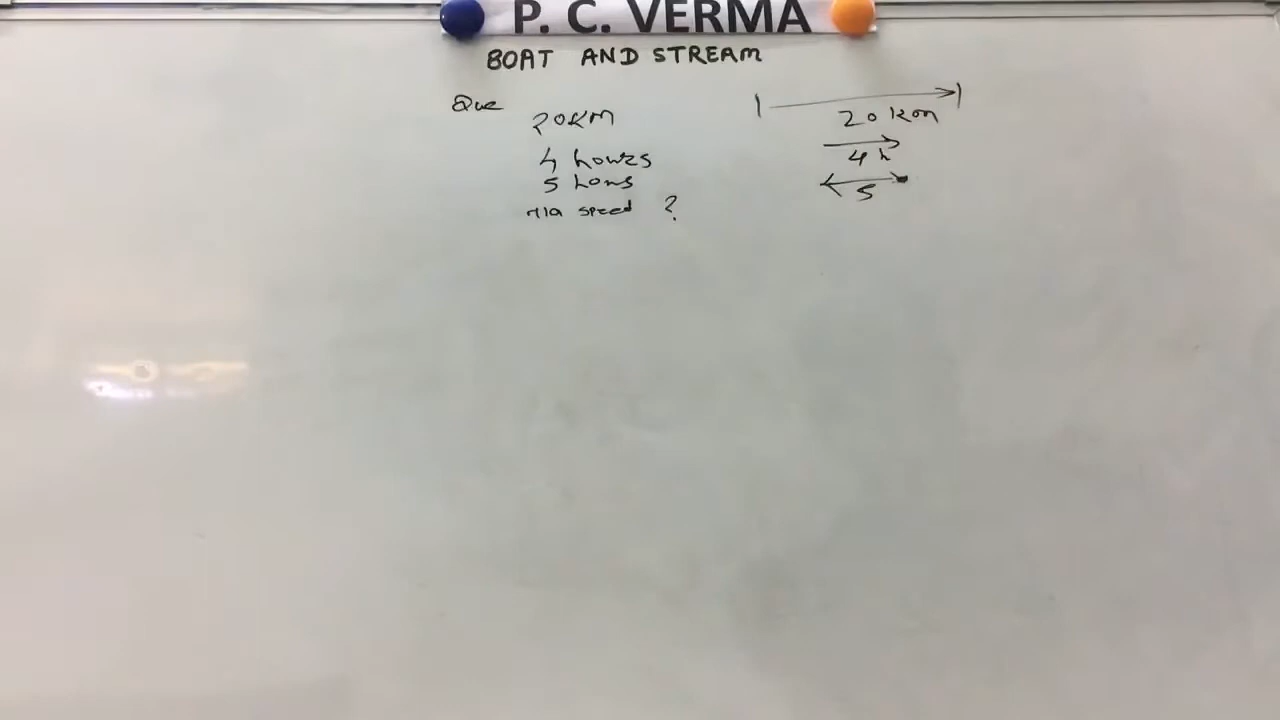 P. C. VERMA
BOAT AND STREAM
Que
20KM
4 hours
5 hours
speed ?
20 km
4 h
5